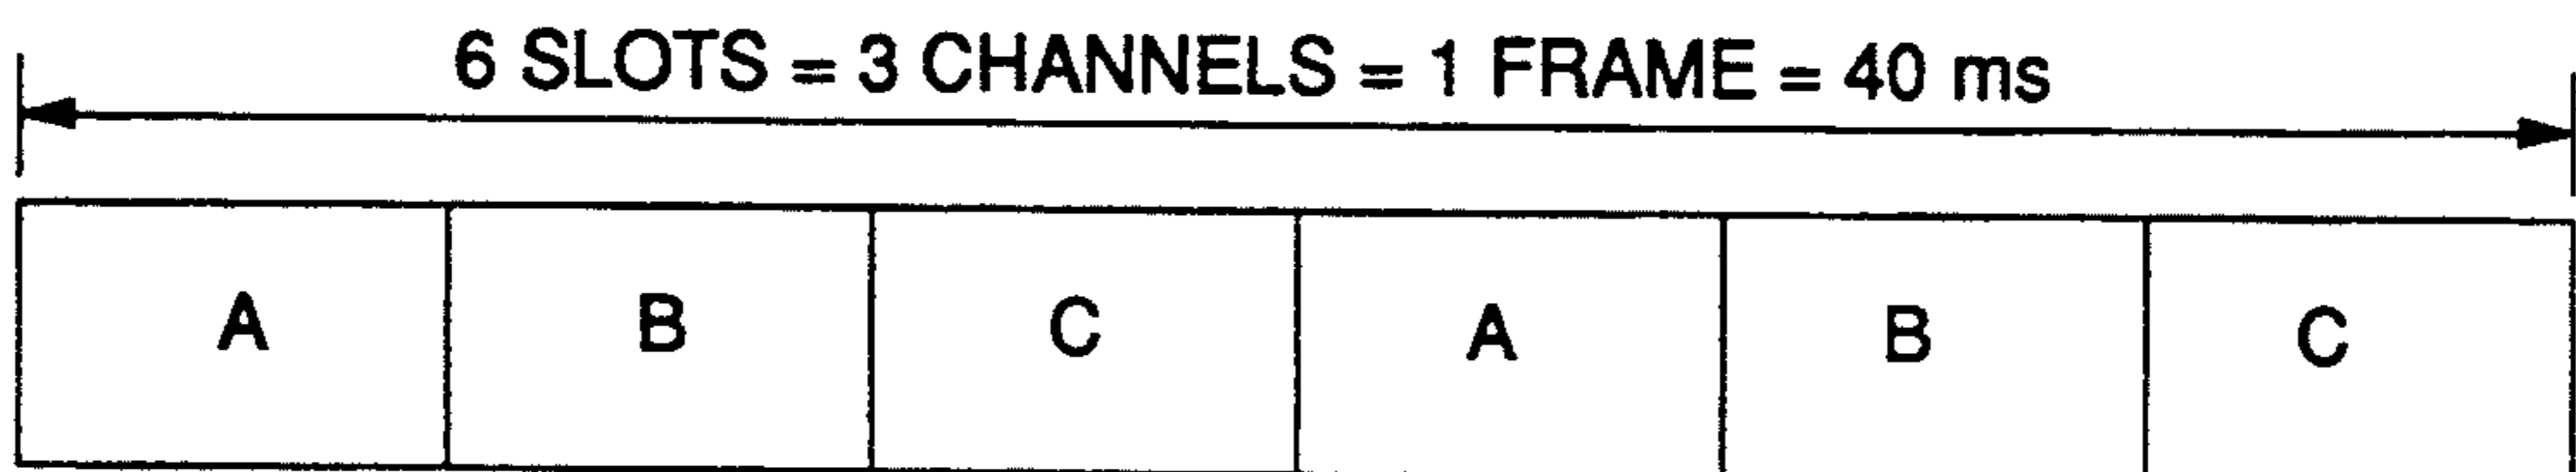 6 SLOTS = 3 CHANNELS = 1 FRAME = 40 ms
A B C A B C